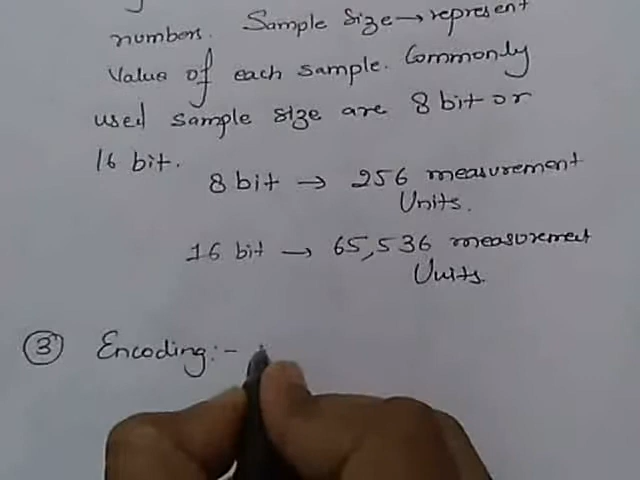 numbers. Sample Size → represent
value of each sample. Commonly
used sample size are 8 bit or
16 bit.
8 bit → 256 measurement
Units.
16 bit → 65,536 measurement
Units.
③ Encoding:-